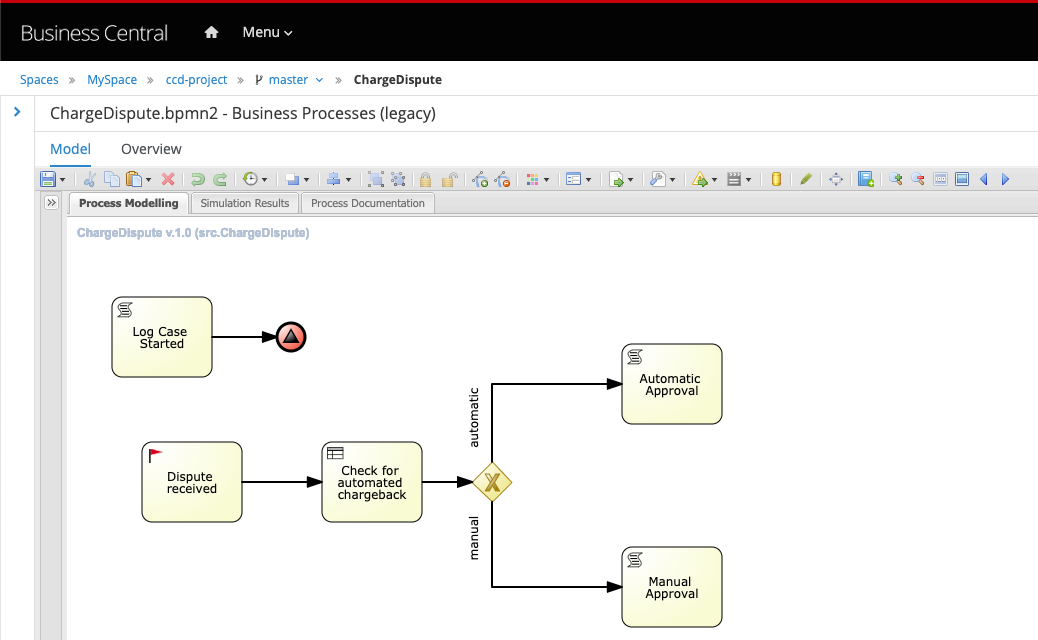 Business Central Menu
Spaces » MySpace » ccd-project » master » ChargeDispute
ChargeDispute.bpmn2 - Business Processes (legacy)
Model Overview
Process Modelling Simulation Results Process Documentation
ChargeDispute v.1.0 (src.ChargeDispute)
Log Case
Started
Automatic
Approval
automatic
Dispute
received
Check for
automated
chargeback
manual
Manual
Approval